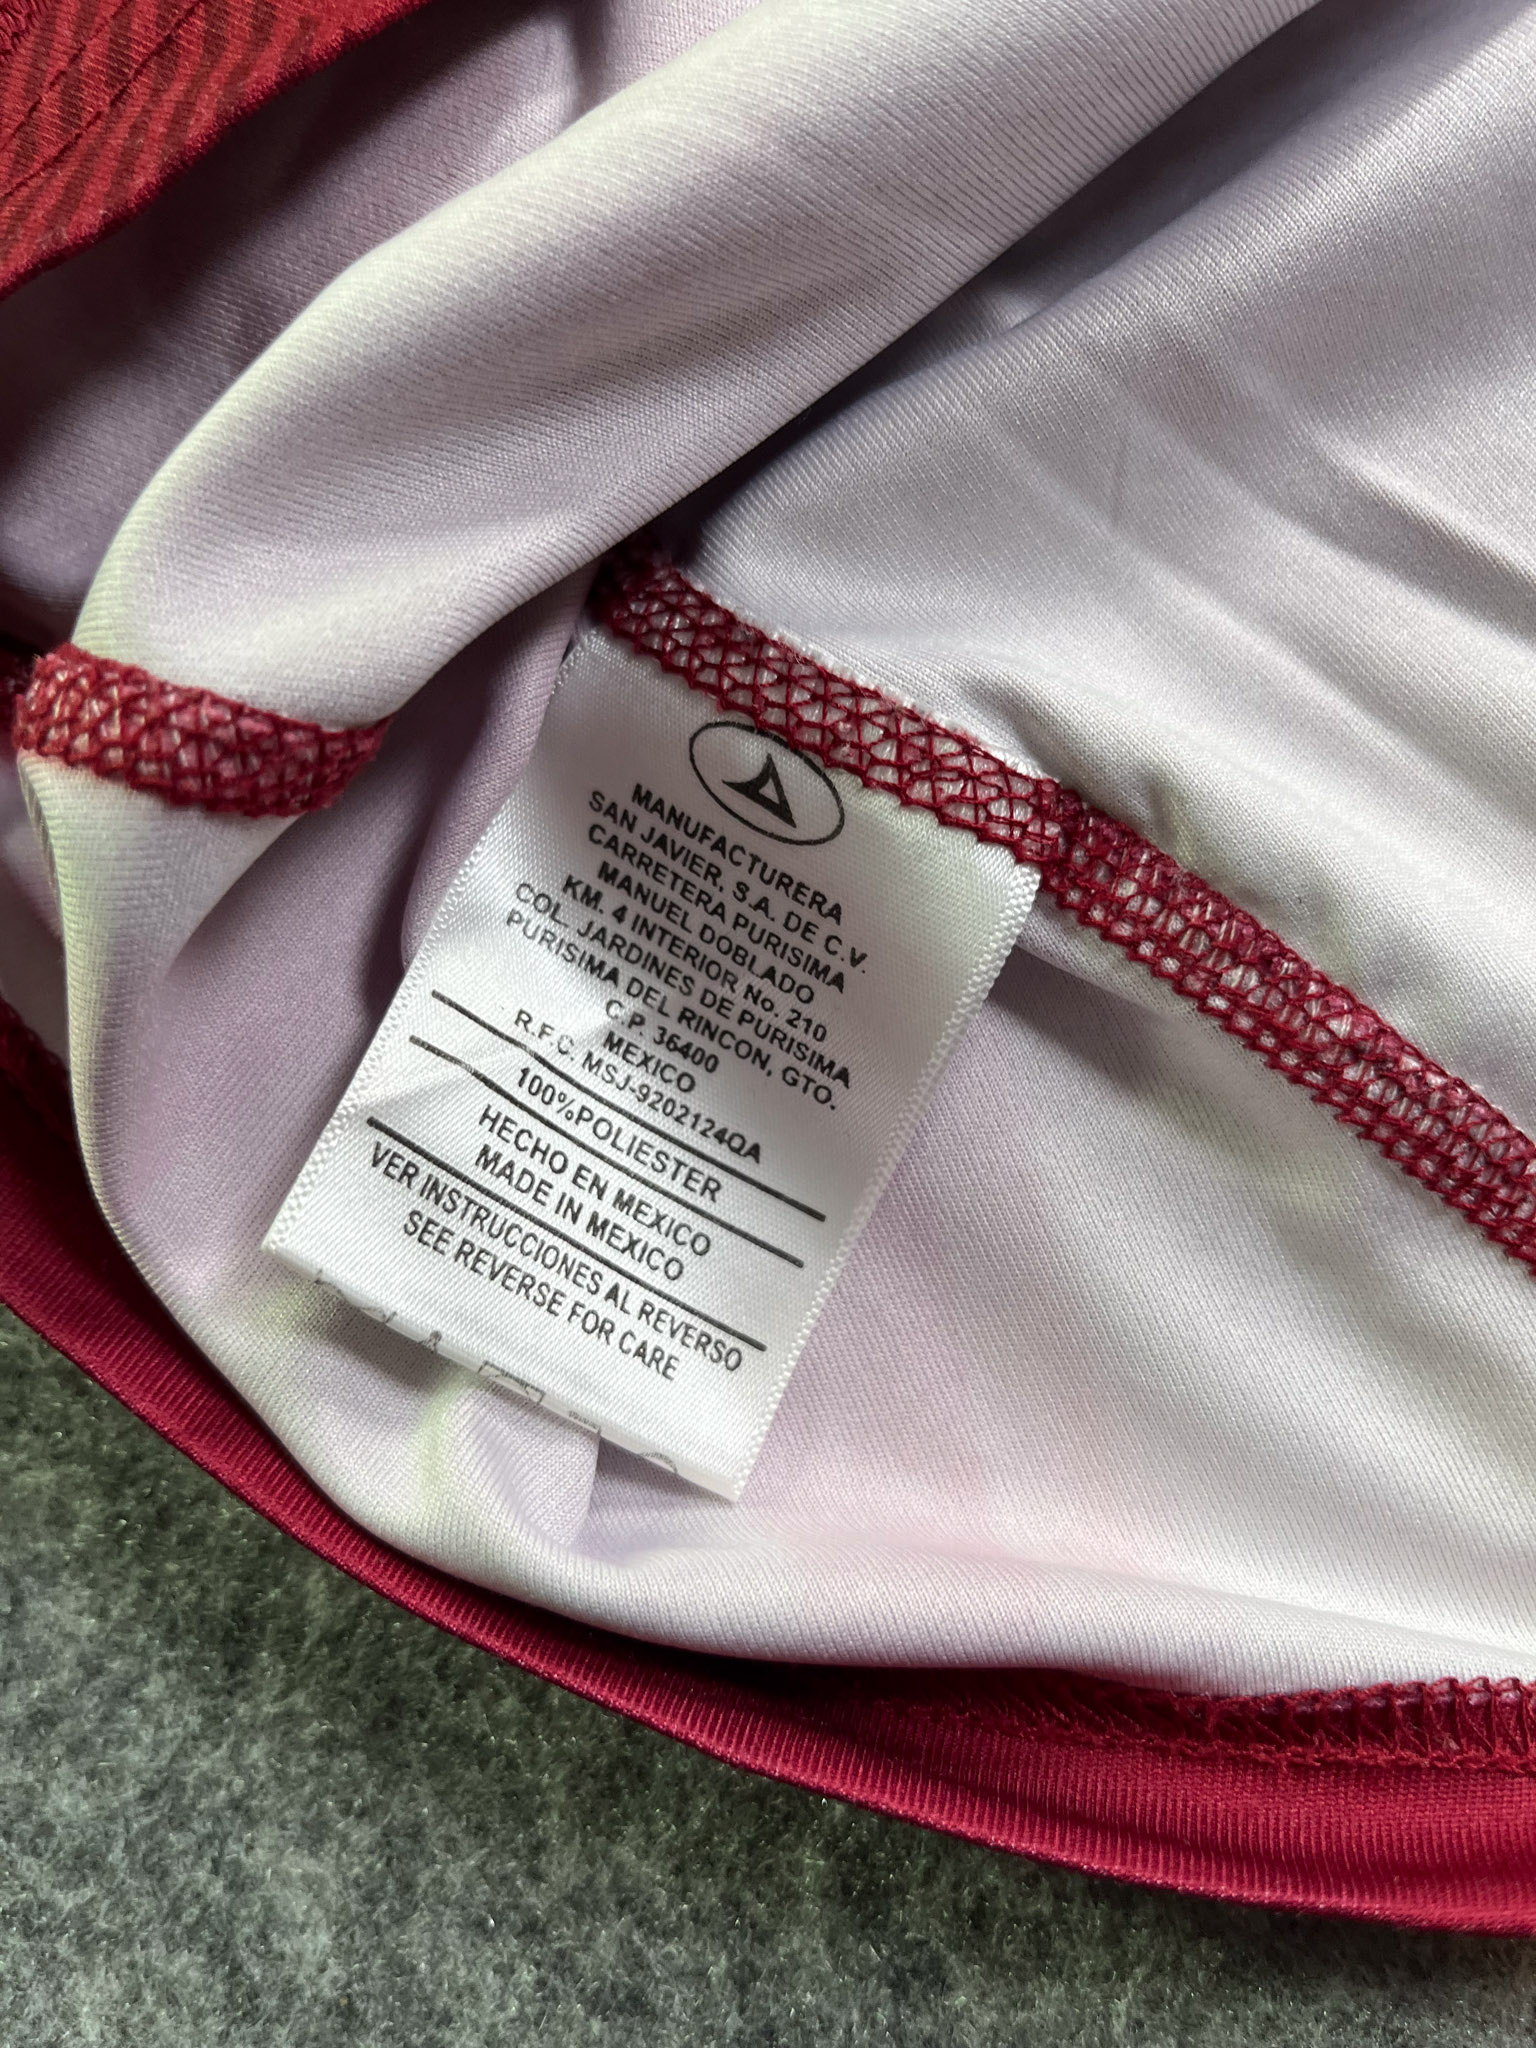 MANUFACTURERA
SAN JAVIER, S.A. DE C.V.
CARRETERA PURISIMA
MANUEL DOBLADO
KM. 4 INTERIOR No. 210
COL. JARDINES DE PURISIMA
PURISIMA DEL RINCON, GTO.
C.P. 36400
MEXICO
R.F.C. MSJ-9202124QA
100%POLIESTER
HECHO EN MEXICO
MADE IN MEXICO
VER INSTRUCCIONES AL REVERSO
SEE REVERSE FOR CARE